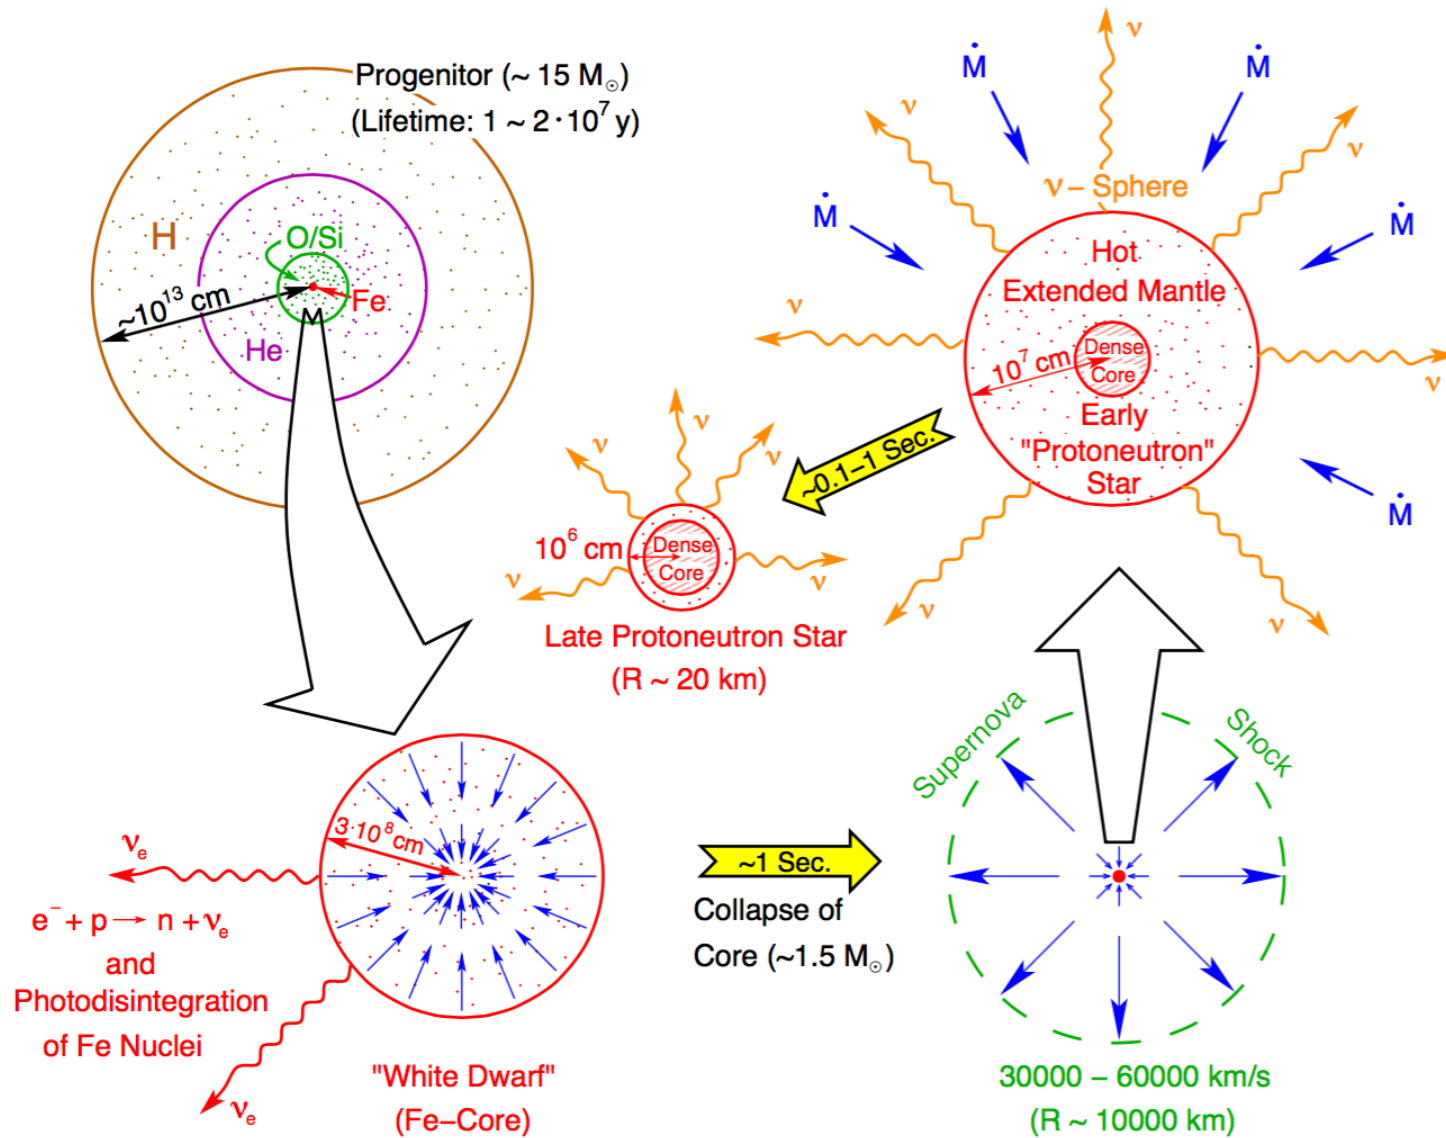 Progenitor (~ 15 M☉)
(Lifetime: 1 ~ 2·10⁷ y)
H
O/Si
Fe
He
~10¹³ cm
ν
Ṁ
Ṁ
ν
ν
ν – Sphere
Ṁ
Ṁ
Hot
Extended Mantle
ν
Dense
Core
10⁷ cm
ν
Early
"Protoneutron"
Star
Ṁ
ν
ν
~0.1–1 Sec.
ν
ν
ν
10⁶ cm
Dense
Core
ν
ν
Late Protoneutron Star
(R ~ 20 km)
3·10⁸ cm
νₑ
e⁻ + p → n + νₑ
and
Photodisintegration
of Fe Nuclei
νₑ
"White Dwarf"
(Fe–Core)
~1 Sec.
Collapse of
Core (~1.5 M☉)
Supernova
Shock
30000 – 60000 km/s
(R ~ 10000 km)